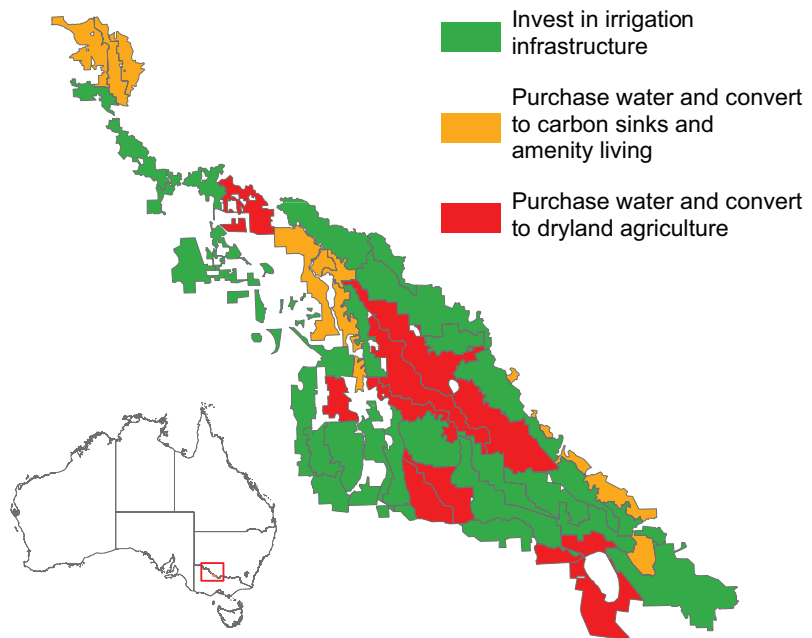 Invest in irrigation
infrastructure
Purchase water and convert
to carbon sinks and
amenity living
Purchase water and convert
to dryland agriculture